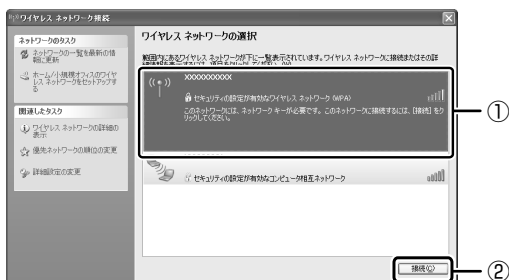 ワイヤレス ネットワーク接続
ネットワークのタスク
ネットワークの一覧を最新の情
報に更新
ホーム/小規模オフィスのワイヤ
レス ネットワークをセットアップす
る
関連したタスク
ワイヤレス ネットワークの詳細の
表示
優先ネットワークの順位の変更
詳細設定の変更
ワイヤレス ネットワークの選択
範囲内にあるワイヤレス ネットワークが下に一覧表示されています。ワイヤレス ネットワークに接続またはその詳
XXXXXXXXXX
セキュリティの設定が有効なワイヤレス ネットワーク (WPA)
このネットワークには、ネットワーク キーが必要です。このネットワークに接続するには、[接続] をク
リックしてください。
セキュリティの設定が有効なコンピュータ相互ネットワーク
接続(C)
①
②